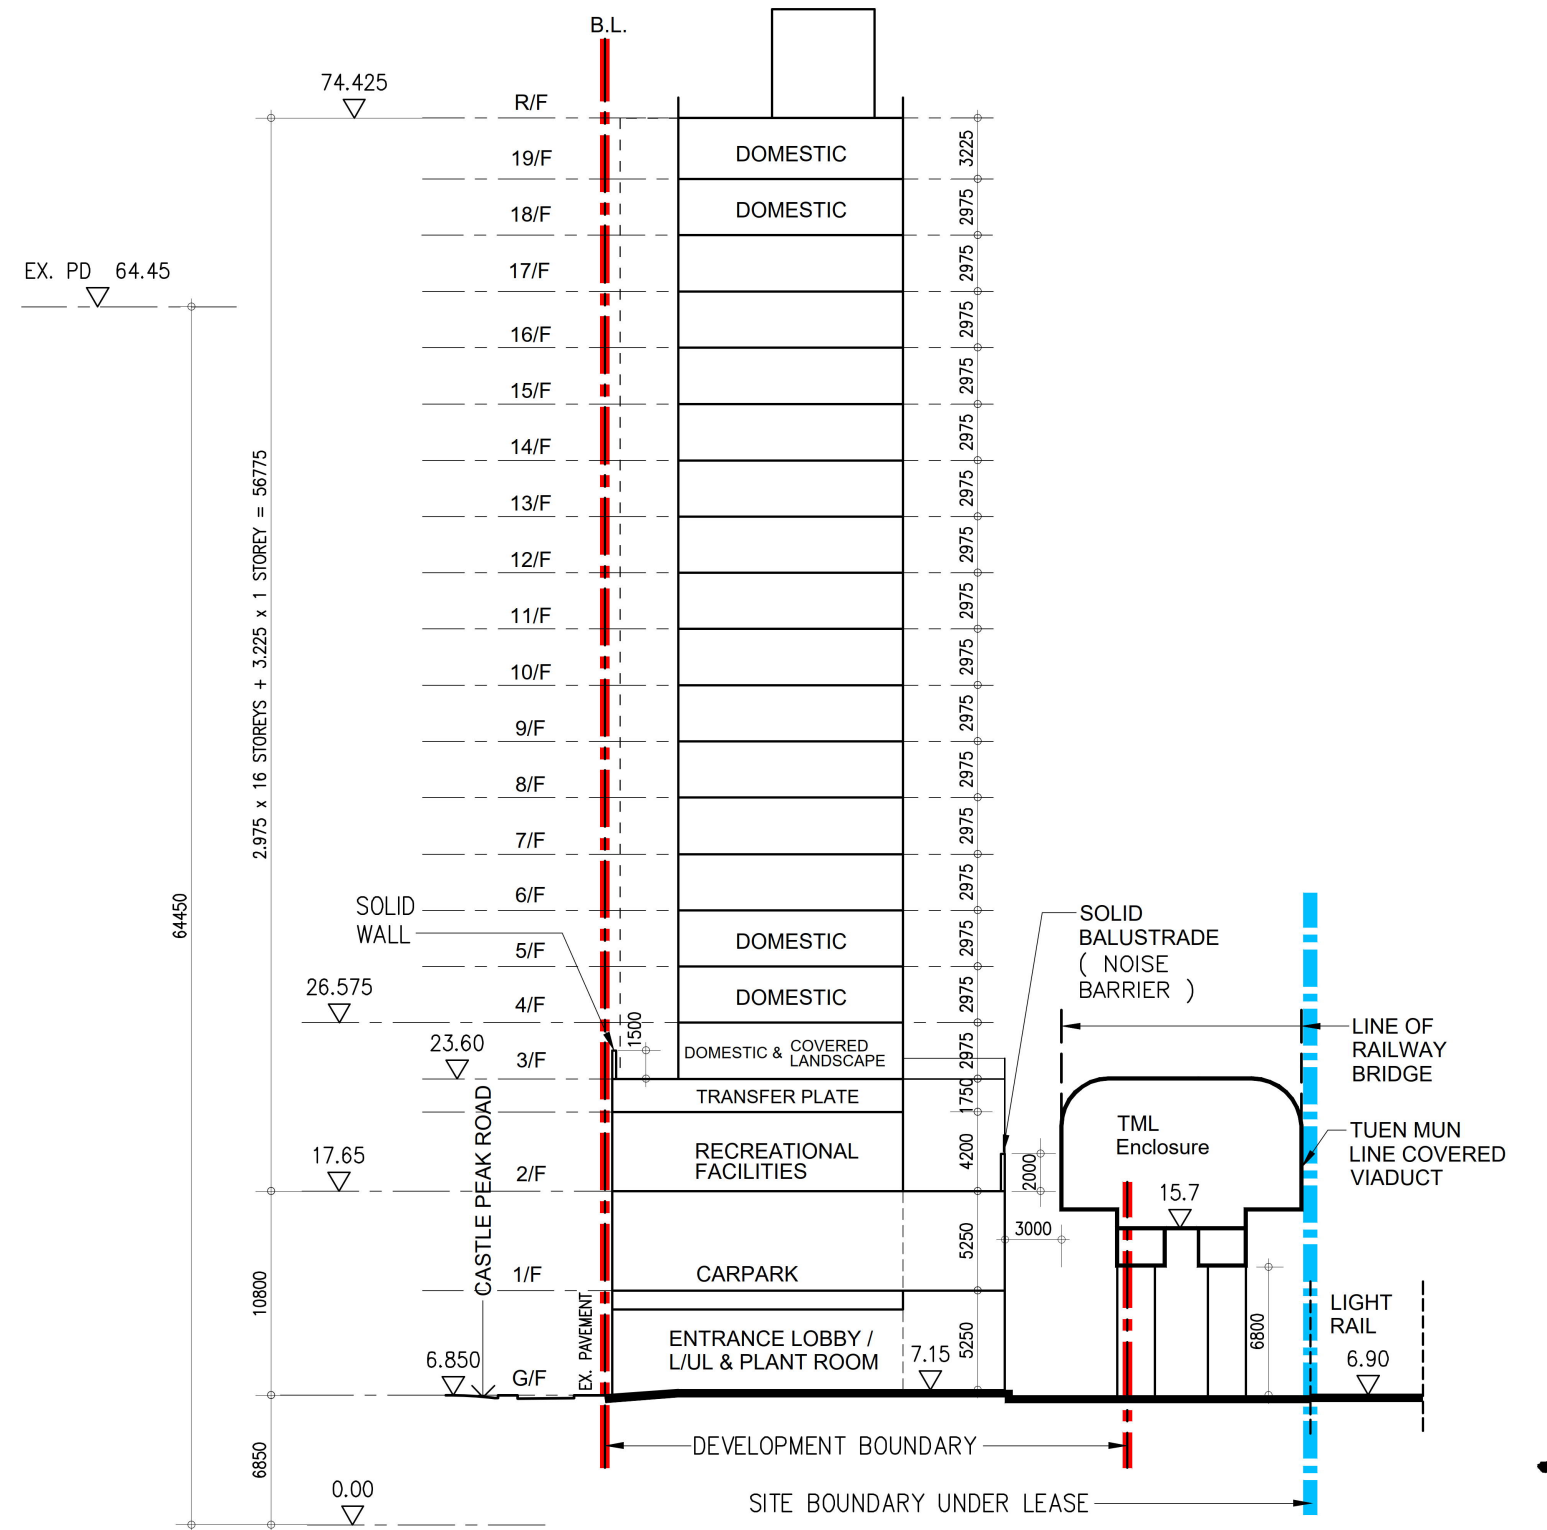 B.L.
74.425
R/F
DOMESTIC
3225
19/F
DOMESTIC
2975
18/F
2975
17/F
EX. PD 64.45
2975
16/F
2975
15/F
2975
14/F
2975
13/F
2975
12/F
2975
11/F
2975
10/F
2975
9/F
2975
8/F
2975
7/F
2975
6/F
DOMESTIC
2975
5/F
DOMESTIC
2975
4/F
2.975 x 16 STOREYS + 3.225 x 1 STOREY = 56775
64450
SOLID
WALL
SOLID
BALUSTRADE
( NOISE
BARRIER )
26.575
1500
23.60
3/F
DOMESTIC & COVERED
LANDSCAPE
2975
LINE OF
RAILWAY
BRIDGE
TRANSFER PLATE
1750
CASTLE PEAK ROAD
TML
Enclosure
TUEN MUN
LINE COVERED
VIADUCT
17.65
2/F
RECREATIONAL
FACILITIES
4200
2000
15.7
3000
5250
1/F
CARPARK
10800
EX. PAVEMENT
LIGHT
RAIL
6800
ENTRANCE LOBBY /
L/UL & PLANT ROOM
7.15
5250
6.850
G/F
6.90
DEVELOPMENT BOUNDARY
6850
0.00
SITE BOUNDARY UNDER LEASE